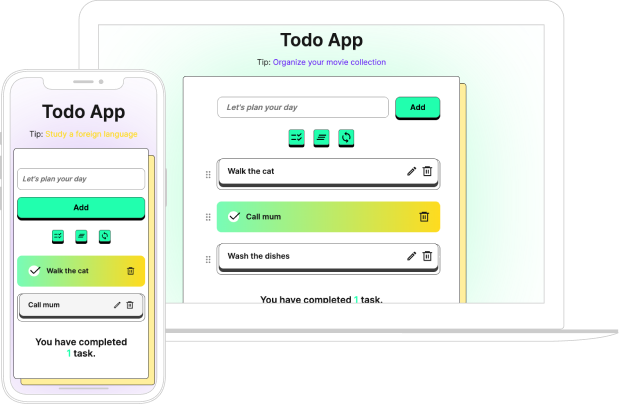 Todo App
Tip: Organize your movie collection
Let's plan your day
Add
Walk the cat
Call mum
Wash the dishes
You have completed 1 task.
Todo App
Tip: Study a foreign language
Let's plan your day
Add
Walk the cat
Call mum
You have completed
1 task.